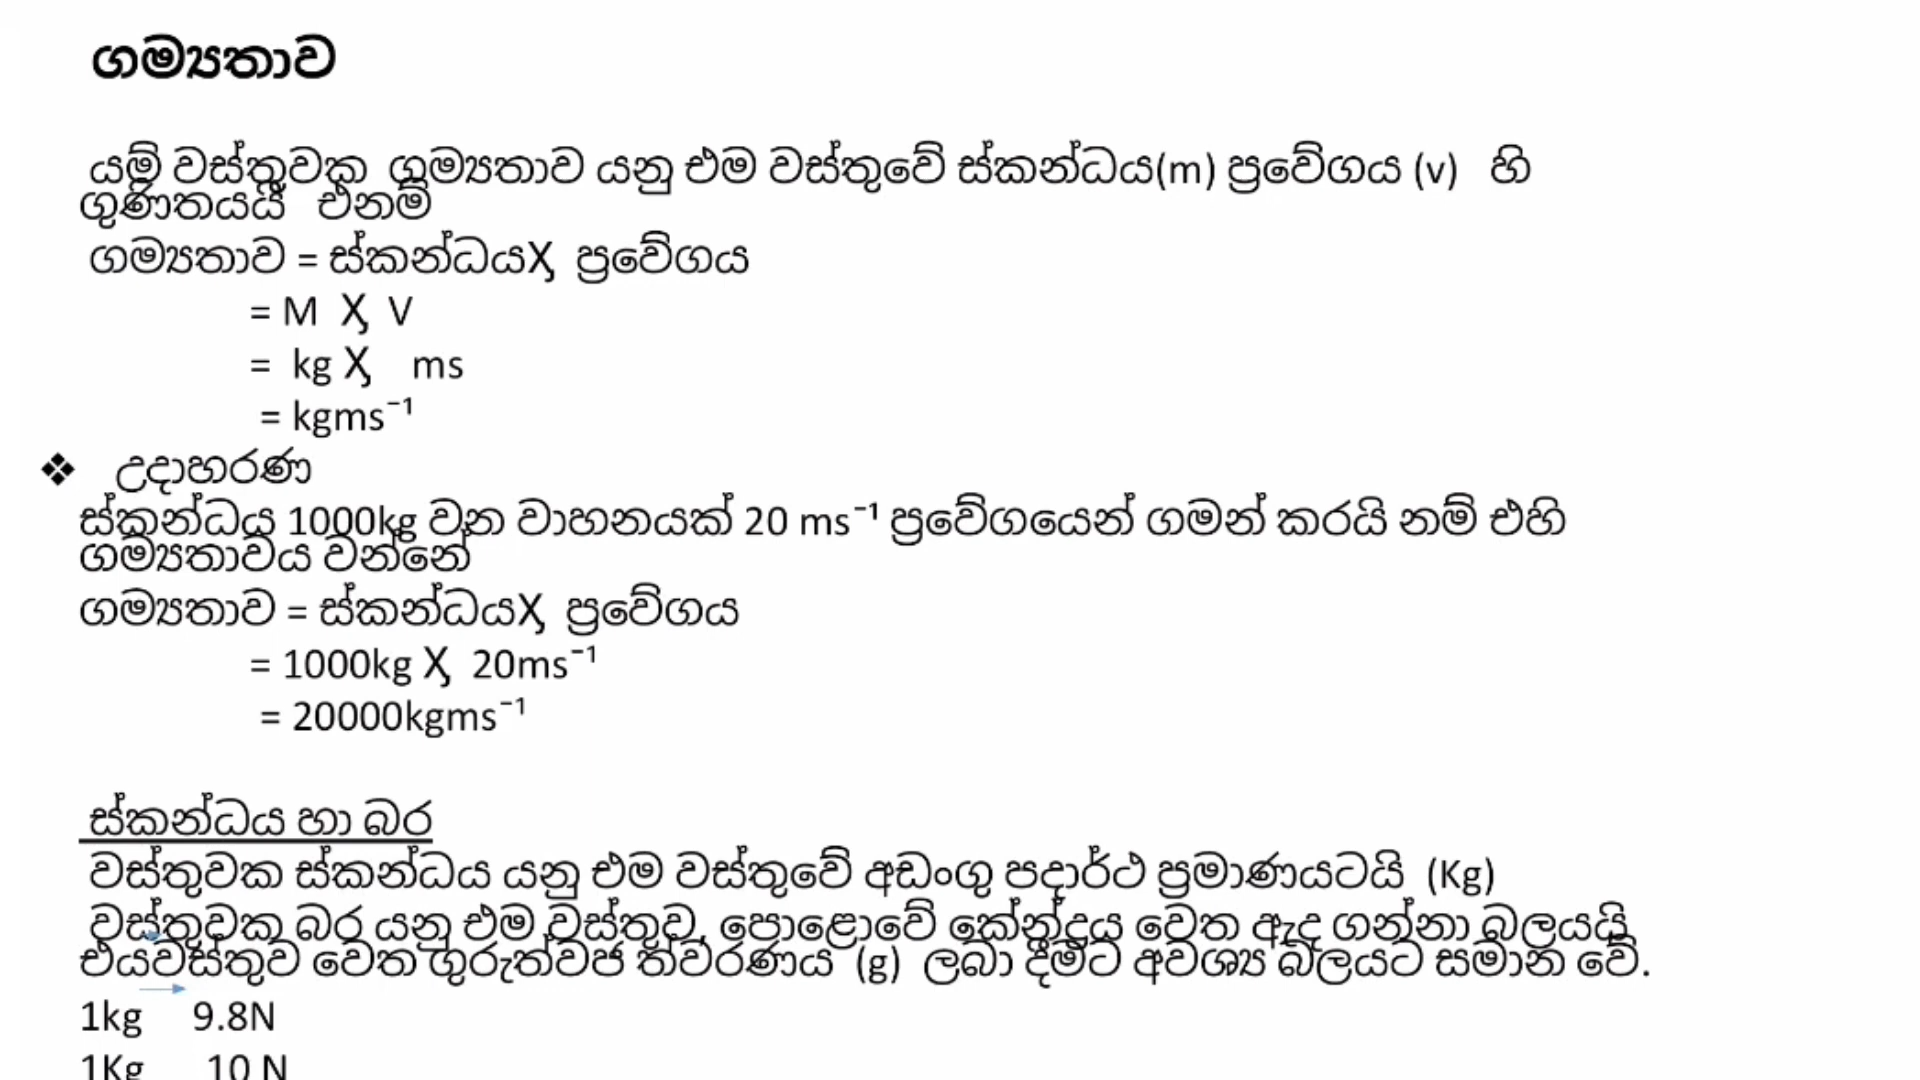 ගම්‍යතාව
යම් වස්තුවක ගම්‍යතාව යනු එම වස්තුවේ ස්කන්ධය(m) ප්‍රවේගය (v) හි
ගුණිතයයි එනම්
ගම්‍යතාව = ස්කන්ධයX ප්‍රවේගය
= M X V
= kg X ms
= kgms⁻¹
❖ උදාහරණ
ස්කන්ධය 1000kg වන වාහනයක් 20 ms⁻¹ ප්‍රවේගයෙන් ගමන් කරයි නම් එහි
ගම්‍යතාවය වන්නේ
ගම්‍යතාව = ස්කන්ධයX ප්‍රවේගය
= 1000kg X 20ms⁻¹
= 20000kgms⁻¹
ස්කන්ධය හා බර
වස්තුවක ස්කන්ධය යනු එම වස්තුවේ අඩංගු පදාර්ථ ප්‍රමාණයටයි (Kg)
වස්තුවක බර යනු එම වස්තුව, පොළොවේ කේන්ද්‍රය වෙත ඇද ගන්නා බලයයි
එයවස්තුව වෙත ගුරුත්වජ ත්වරණය (g) ලබා දීමට අවශ්‍ය බලයට සමාන වේ.
1kg 9.8N
1Kg 10 N